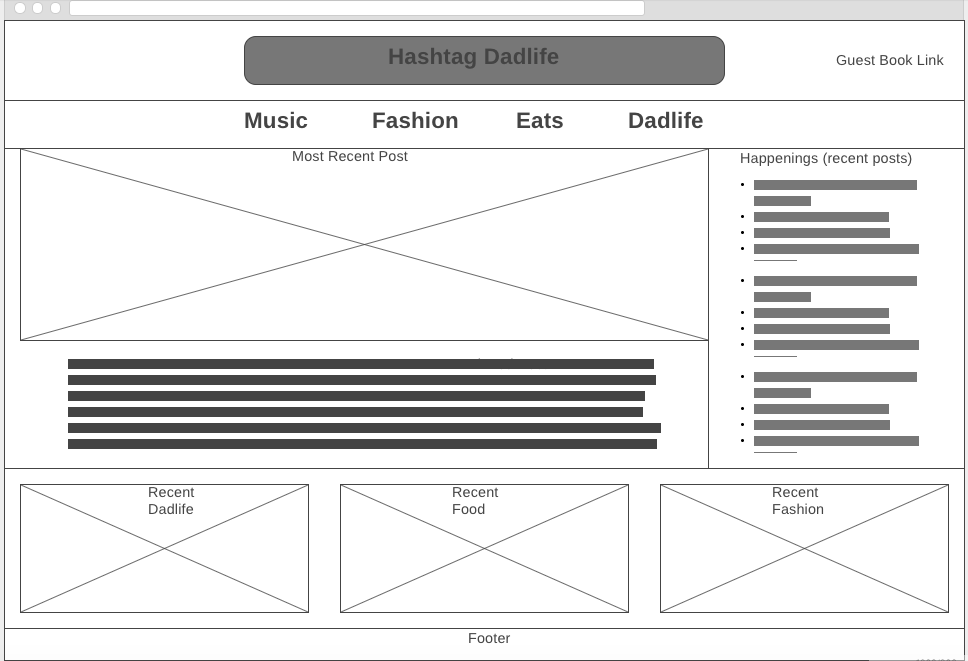 Hashtag Dadlife
Guest Book Link
Music Fashion Eats Dadlife
Most Recent Post
Happenings (recent posts)
Recent
Dadlife
Recent
Food
Recent
Fashion
Footer